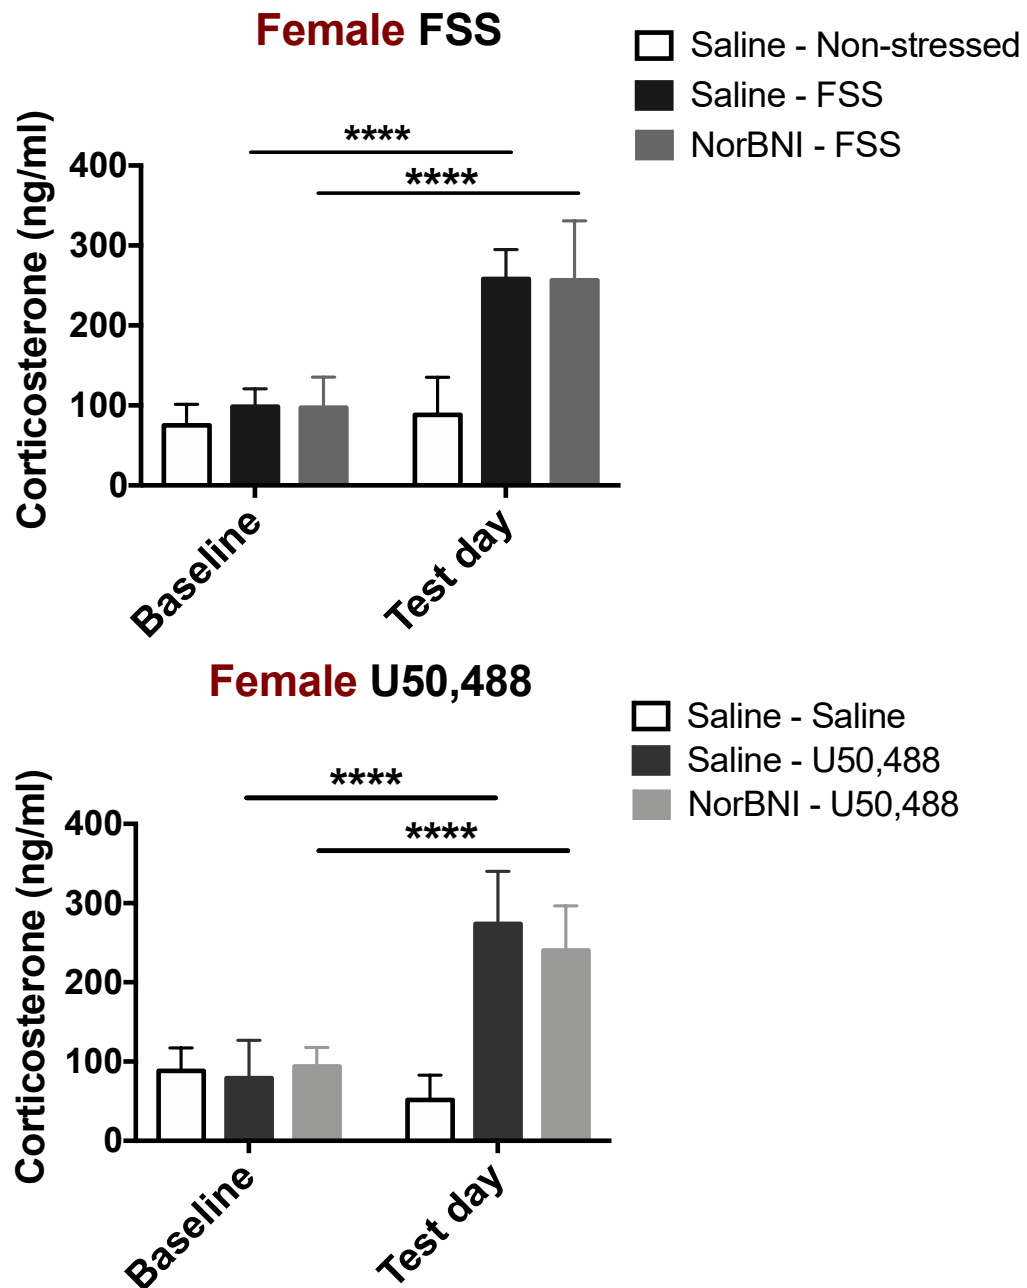 Female FSS
Saline - Non-stressed
Saline - FSS
NorBNI - FSS
****
****
Corticosterone (ng/ml)
400
300
200
100
0
Baseline
Test day
Female U50,488
Saline - Saline
Saline - U50,488
NorBNI - U50,488
****
****
Corticosterone (ng/ml)
400
300
200
100
0
Baseline
Test day